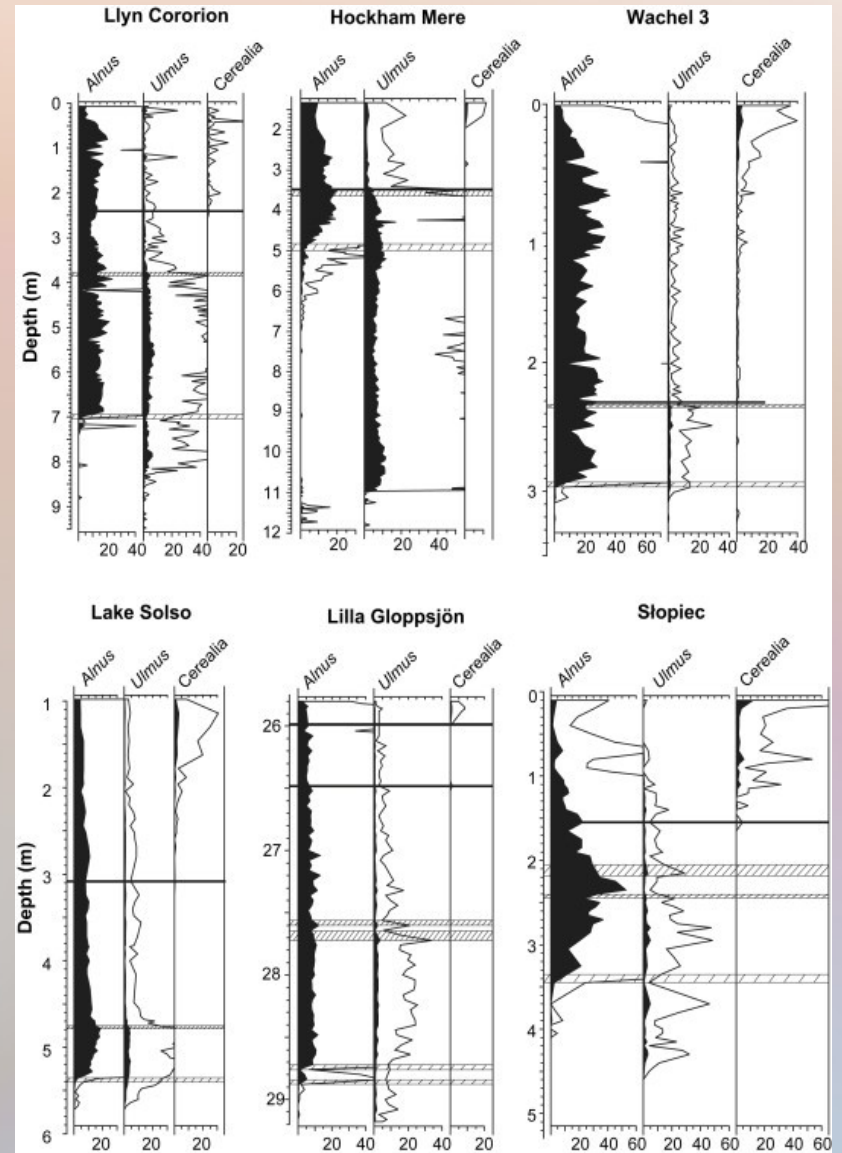 Llyn Cororion
Hockham Mere
Wachel 3
Alnus
Ulmus
Cerealia
Alnus
Ulmus
Cerealia
Alnus
Ulmus
Cerealia
Depth (m)
0
1
2
3
4
5
6
7
8
9
20
20
40
20
2
3
4
5
6
7
8
9
10
11
12
20
20
40
20
0
1
2
3
20
40
60
20
40
60
20
40
Lake Solso
Lilla Gloppsjön
Słopiec
Alnus
Ulmus
Cerealia
Alnus
Ulmus
Cerealia
Alnus
Ulmus
Cerealia
Depth (m)
1
2
3
4
5
6
20
20
20
26
27
28
29
20
40
20
40
20
0
1
2
3
4
5
20
40
60
20
40
60
20
40
60